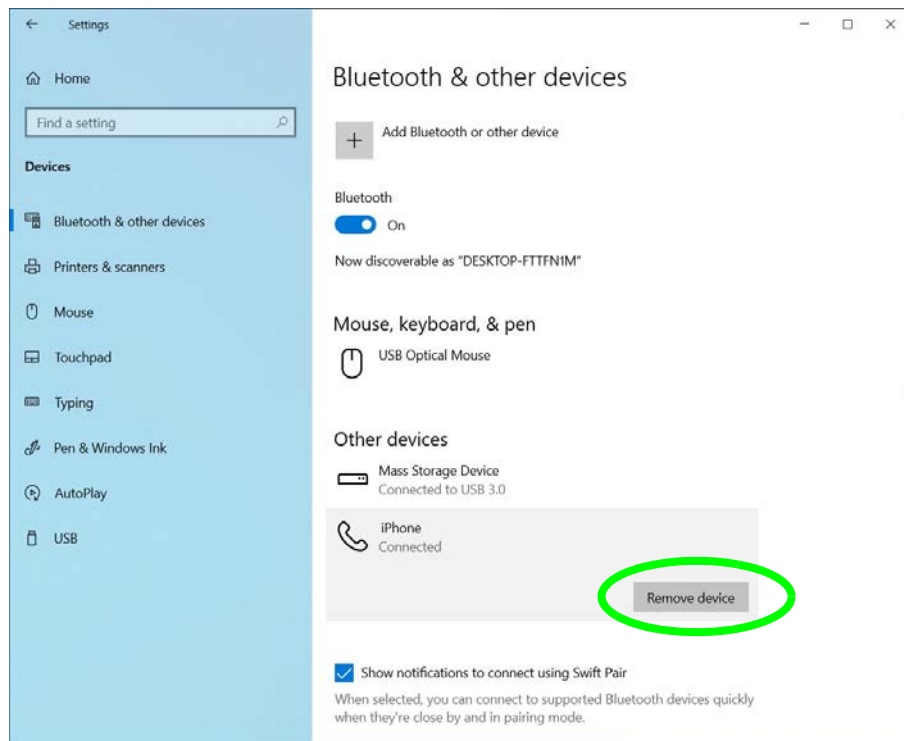 Settings
Home
Find a setting
Devices
Bluetooth & other devices
Printers & scanners
Mouse
Touchpad
Typing
Pen & Windows Ink
AutoPlay
USB
Bluetooth & other devices
Add Bluetooth or other device
Bluetooth
On
Now discoverable as "DESKTOP-FTTFN1M"
Mouse, keyboard, & pen
USB Optical Mouse
Other devices
Mass Storage Device
Connected to USB 3.0
iPhone
Connected
Remove device
Show notifications to connect using Swift Pair
When selected, you can connect to supported Bluetooth devices quickly
when they're close by and in pairing mode.